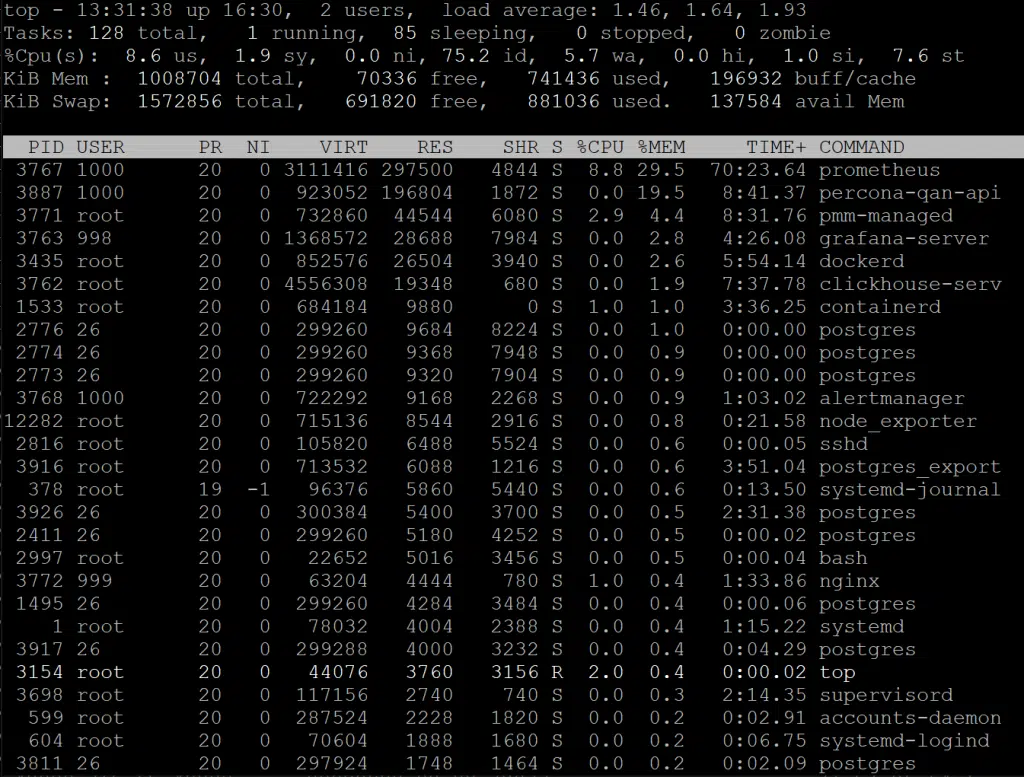 top - 13:31:38 up 16:30,  2 users,  load average: 1.46, 1.64, 1.93
Tasks: 128 total,   1 running,  85 sleeping,   0 stopped,   0 zombie
%Cpu(s):  8.6 us,  1.9 sy,  0.0 ni, 75.2 id,  5.7 wa,  0.0 hi,  1.0 si,  7.6 st
KiB Mem :  1008704 total,    70336 free,   741436 used,   196932 buff/cache
KiB Swap:  1572856 total,   691820 free,   881036 used.   137584 avail Mem
  PID USER      PR  NI    VIRT    RES    SHR S %CPU %MEM     TIME+ COMMAND
 3767 1000      20   0 3111416 297500   4844 S  8.8 29.5  70:23.64 prometheus
 3887 1000      20   0  923052 196804   1872 S  0.0 19.5   8:41.37 percona-qan-api
 3771 root      20   0  732860  44544   6080 S  2.9  4.4   8:31.76 pmm-managed
 3763 998       20   0 1368572  28688   7984 S  0.0  2.8   4:26.08 grafana-server
 3435 root      20   0  852576  26504   3940 S  0.0  2.6   5:54.14 dockerd
 3762 root      20   0 4556308  19348    680 S  0.0  1.9   7:37.78 clickhouse-serv
 1533 root      20   0  684184   9880      0 S  1.0  1.0   3:36.25 containerd
 2776 26        20   0  299260   9684   8224 S  0.0  1.0   0:00.00 postgres
 2774 26        20   0  299260   9368   7948 S  0.0  0.9   0:00.00 postgres
 2773 26        20   0  299260   9320   7904 S  0.0  0.9   0:00.00 postgres
 3768 1000      20   0  722292   9168   2268 S  0.0  0.9   1:03.02 alertmanager
12282 root      20   0  715136   8544   2916 S  0.0  0.8   0:21.58 node_exporter
 2816 root      20   0  105820   6488   5524 S  0.0  0.6   0:00.05 sshd
 3916 root      20   0  713532   6088   1216 S  0.0  0.6   3:51.04 postgres_export
  378 root      19  -1   96376   5860   5440 S  0.0  0.6   0:13.50 systemd-journal
 3926 26        20   0  300384   5400   3700 S  0.0  0.5   2:31.38 postgres
 2411 26        20   0  299260   5180   4252 S  0.0  0.5   0:00.02 postgres
 2997 root      20   0   22652   5016   3456 S  0.0  0.5   0:00.04 bash
 3772 999       20   0   63204   4444    780 S  1.0  0.4   1:33.86 nginx
 1495 26        20   0  299260   4284   3484 S  0.0  0.4   0:00.06 postgres
    1 root      20   0   78032   4004   2388 S  0.0  0.4   1:15.22 systemd
 3917 26        20   0  299288   4000   3232 S  0.0  0.4   0:04.29 postgres
 3154 root      20   0   44076   3760   3156 R  2.0  0.4   0:00.02 top
 3698 root      20   0  117156   2740    740 S  0.0  0.3   2:14.35 supervisord
  599 root      20   0  287524   2228   1820 S  0.0  0.2   0:02.91 accounts-daemon
  604 root      20   0   70604   1888   1680 S  0.0  0.2   0:06.75 systemd-logind
 3811 26        20   0  297924   1748   1464 S  0.0  0.2   0:02.09 postgres